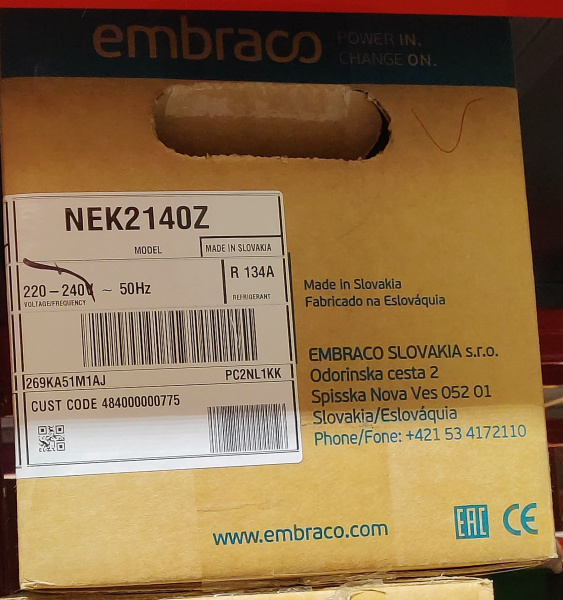 embraco
POWER IN.
CHANGE ON.
NEK2140Z
MODEL
MADE IN SLOVAKIA
220-240V ~ 50Hz
VOLTAGE/FREQUENCY
R 134A
REFRIGERANT
269KA51M1AJ
PC2NL1KK
CUST CODE 484000000775
Made in Slovakia
Fabricado na Eslováquia
EMBRACO SLOVAKIA s.r.o.
Odorinska cesta 2
Spisska Nova Ves 052 01
Slovakia/Eslováquia
Phone/Fone: +421 53 4172110
www.embraco.com
EAC CE